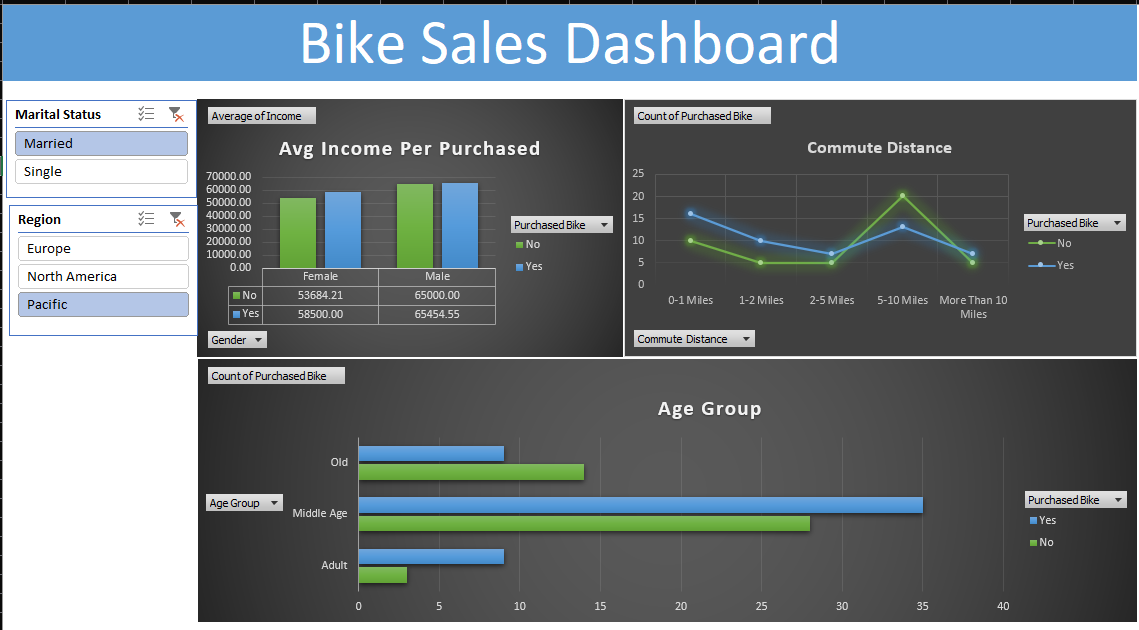 Bike Sales Dashboard
Marital Status
Married
Single
Region
Europe
North America
Pacific
Average of Income
Avg Income Per Purchased
70000.00
60000.00
50000.00
40000.00
30000.00
20000.00
10000.00
0.00
Female Male
No 53684.21 65000.00
Yes 58500.00 65454.55
Purchased Bike
No
Yes
Gender
Count of Purchased Bike
Commute Distance
25
20
15
10
5
0
0-1 Miles 1-2 Miles 2-5 Miles 5-10 Miles More Than 10
Miles
Purchased Bike
No
Yes
Commute Distance
Count of Purchased Bike
Age Group
Age Group
Old
Middle Age
Adult
0 5 10 15 20 25 30 35 40
Purchased Bike
Yes
No